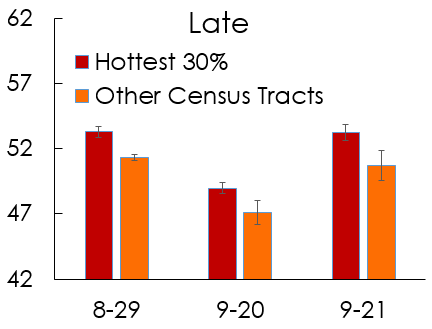 Late
62
Hottest 30%
57
Other Census Tracts
52
47
42
8-29 9-20 9-21